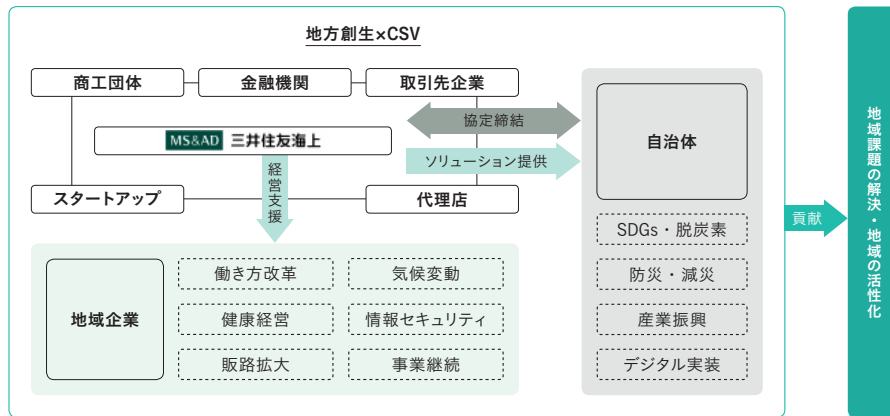 地方創生×CSV
商工団体
金融機関
取引先企業
MS&AD 三井住友海上
スタートアップ
代理店
協定締結
ソリューション提供
経営支援
自治体
SDGs・脱炭素
防災・減災
産業振興
デジタル実装
地域企業
働き方改革
気候変動
健康経営
情報セキュリティ
販路拡大
事業継続
貢献
地域課題の解決・地域の活性化